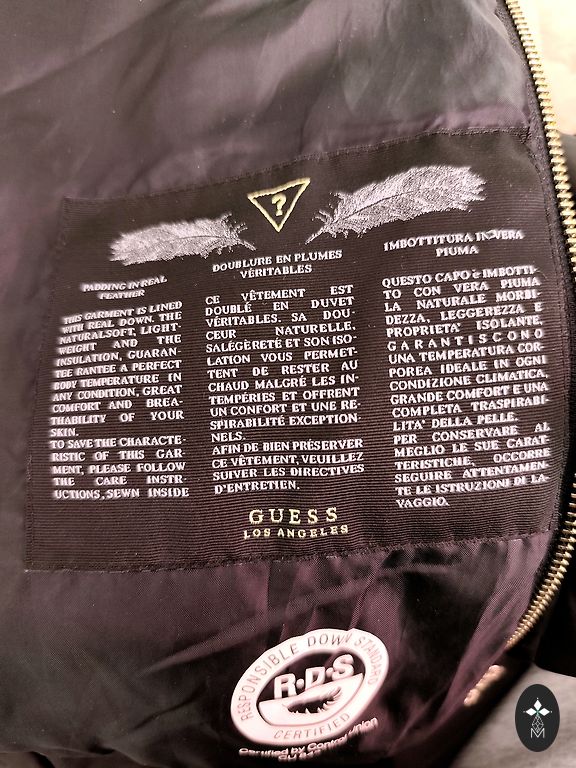 ?
PADDING IN REAL
FEATHER
THIS GARMENT IS LINED
WITH REAL DOWN. THE
NATURALSOFT, LIGHT-
WEIGHT AND THE
INSULATION, GUARAN-
TEE RANTEE A PERFECT
BODY TEMPERATURE IN
ANY CONDITION, GREAT
COMFORT AND BREA-
THABILITY OF YOUR
SKIN.
TO SAVE THE CHARACTE-
RISTIC OF THIS GAR-
MENT, PLEASE FOLLOW
THE CARE INSTR-
UCTIONS, SEWN INSIDE
DOUBLURE EN PLUMES
VÉRITABLES
CE VÊTEMENT EST
DOUBLÉ EN DUVET
VÉRITABLES. SA DOU-
CEUR NATURELLE,
SALÉGÈRETÉ ET SON ISO-
LATION VOUS PERMET-
TENT DE RESTER AU
CHAUD MALGRÉ LES IN-
TEMPÉRIES ET OFFRENT
UN CONFORT ET UNE RE-
SPIRABILITÉ EXCEPTION-
NELS.
AFIN DE BIEN PRÉSERVER
CE VÊTEMENT, VEUILLEZ
SUIVER LES DIRECTIVES
D'ENTRETIEN.
IMBOTTITURA IN VERA
PIUMA
QUESTO CAPO è IMBOTTI-
TO CON VERA PIUMA
LA NATURALE MORBI-
DEZZA, LEGGEREZZA E
PROPRIETA' ISOLANTE,
GARANTISCONO
UNA TEMPERATURA COR-
POREA IDEALE IN OGNI
CONDIZIONE CLIMATICA,
GRANDE COMFORT E UNA
COMPLETA TRASPIRABI-
LITA' DELLA PELLE.
PER CONSERVARE AL
MEGLIO LE SUE CARAT-
TERISTICHE, OCCORRE
SEGUIRE ATTENTAMEN-
TE LE ISTRUZIONI DI LA-
VAGGIO.
GUESS
LOS ANGELES
RESPONSIBLE DOWN STANDARD
R·D·S
CERTIFIED
Certified by Control Union
CU
M